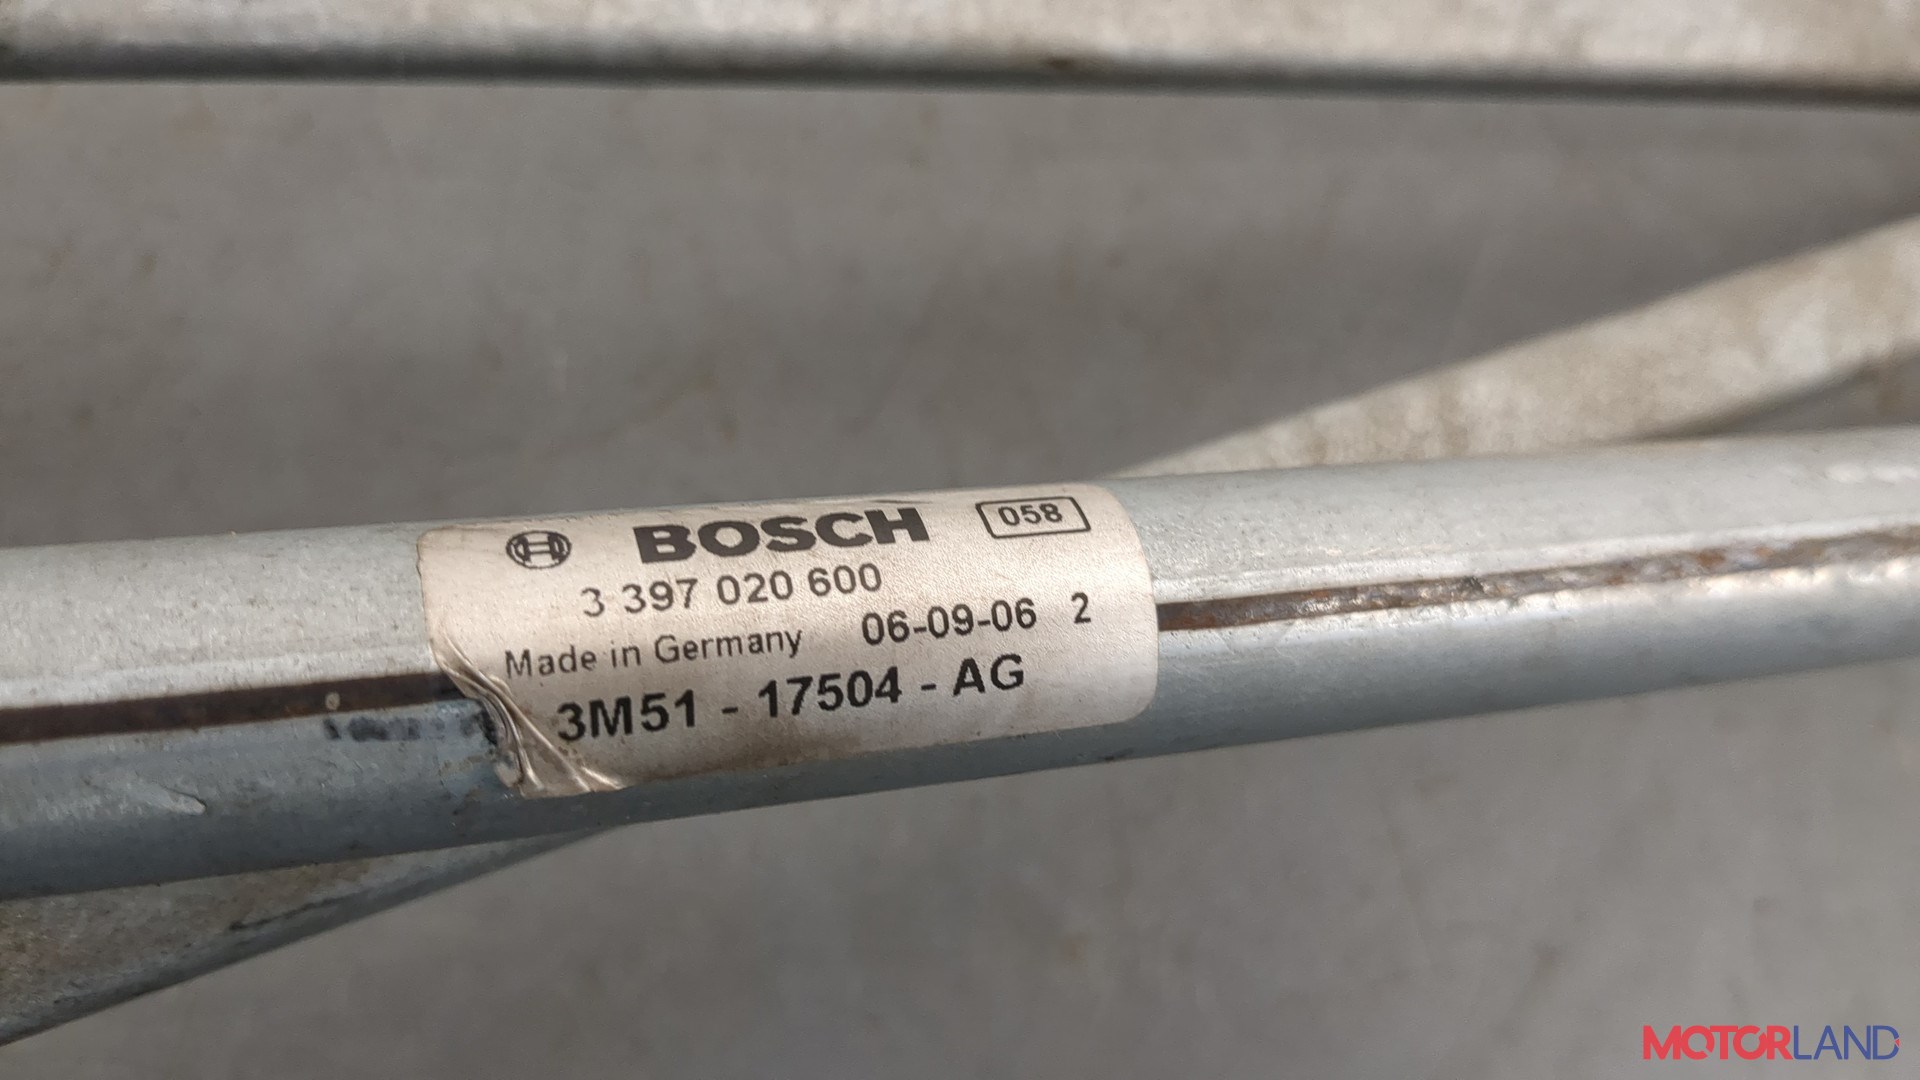 BOSCH 058
3 397 020 600
Made in Germany 06-09-06 2
3M51 - 17504 - AG
MOTORLAND